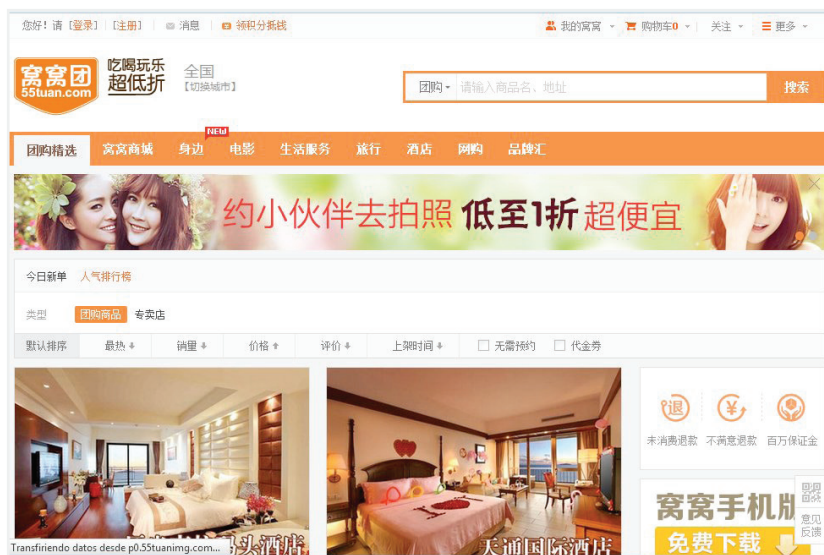 您好！请 [登录] [注册] 消息 领积分抵钱 我的窝窝 购物车0 关注 更多
窝窝团
55tuan.com
吃喝玩乐
超低折
全国
【切换城市】
团购 请输入商品名、地址 搜索
NEW
团购精选 窝窝商城 身边 电影 生活服务 旅行 酒店 网购 品牌汇
约小伙伴去拍照 低至1折 超便宜
今日新单 人气排行榜
类型 团购商品 专卖店
默认排序 最热 销量 价格 评价 上架时间 无需预约 代金券
未消费退款 不满意退款 百万保证金
窝窝手机版
免费下载
意见
反馈
码头酒店
天通国际酒店
Transfiriendo datos desde p0.55tuanimg.com...